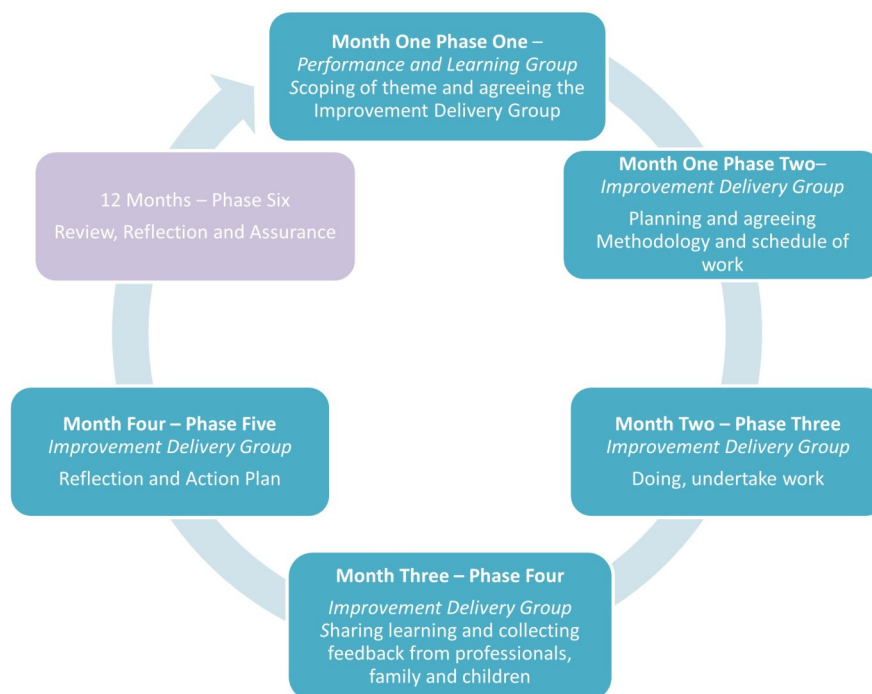 Month One Phase One –
Performance and Learning Group
Scoping of theme and agreeing the
Improvement Delivery Group
Month One Phase Two–
Improvement Delivery Group
Planning and agreeing
Methodology and schedule of
work
Month Two – Phase Three
Improvement Delivery Group
Doing, undertake work
Month Three – Phase Four
Improvement Delivery Group
Sharing learning and collecting
feedback from professionals,
family and children
Month Four – Phase Five
Improvement Delivery Group
Reflection and Action Plan
12 Months – Phase Six
Review, Reflection and Assurance